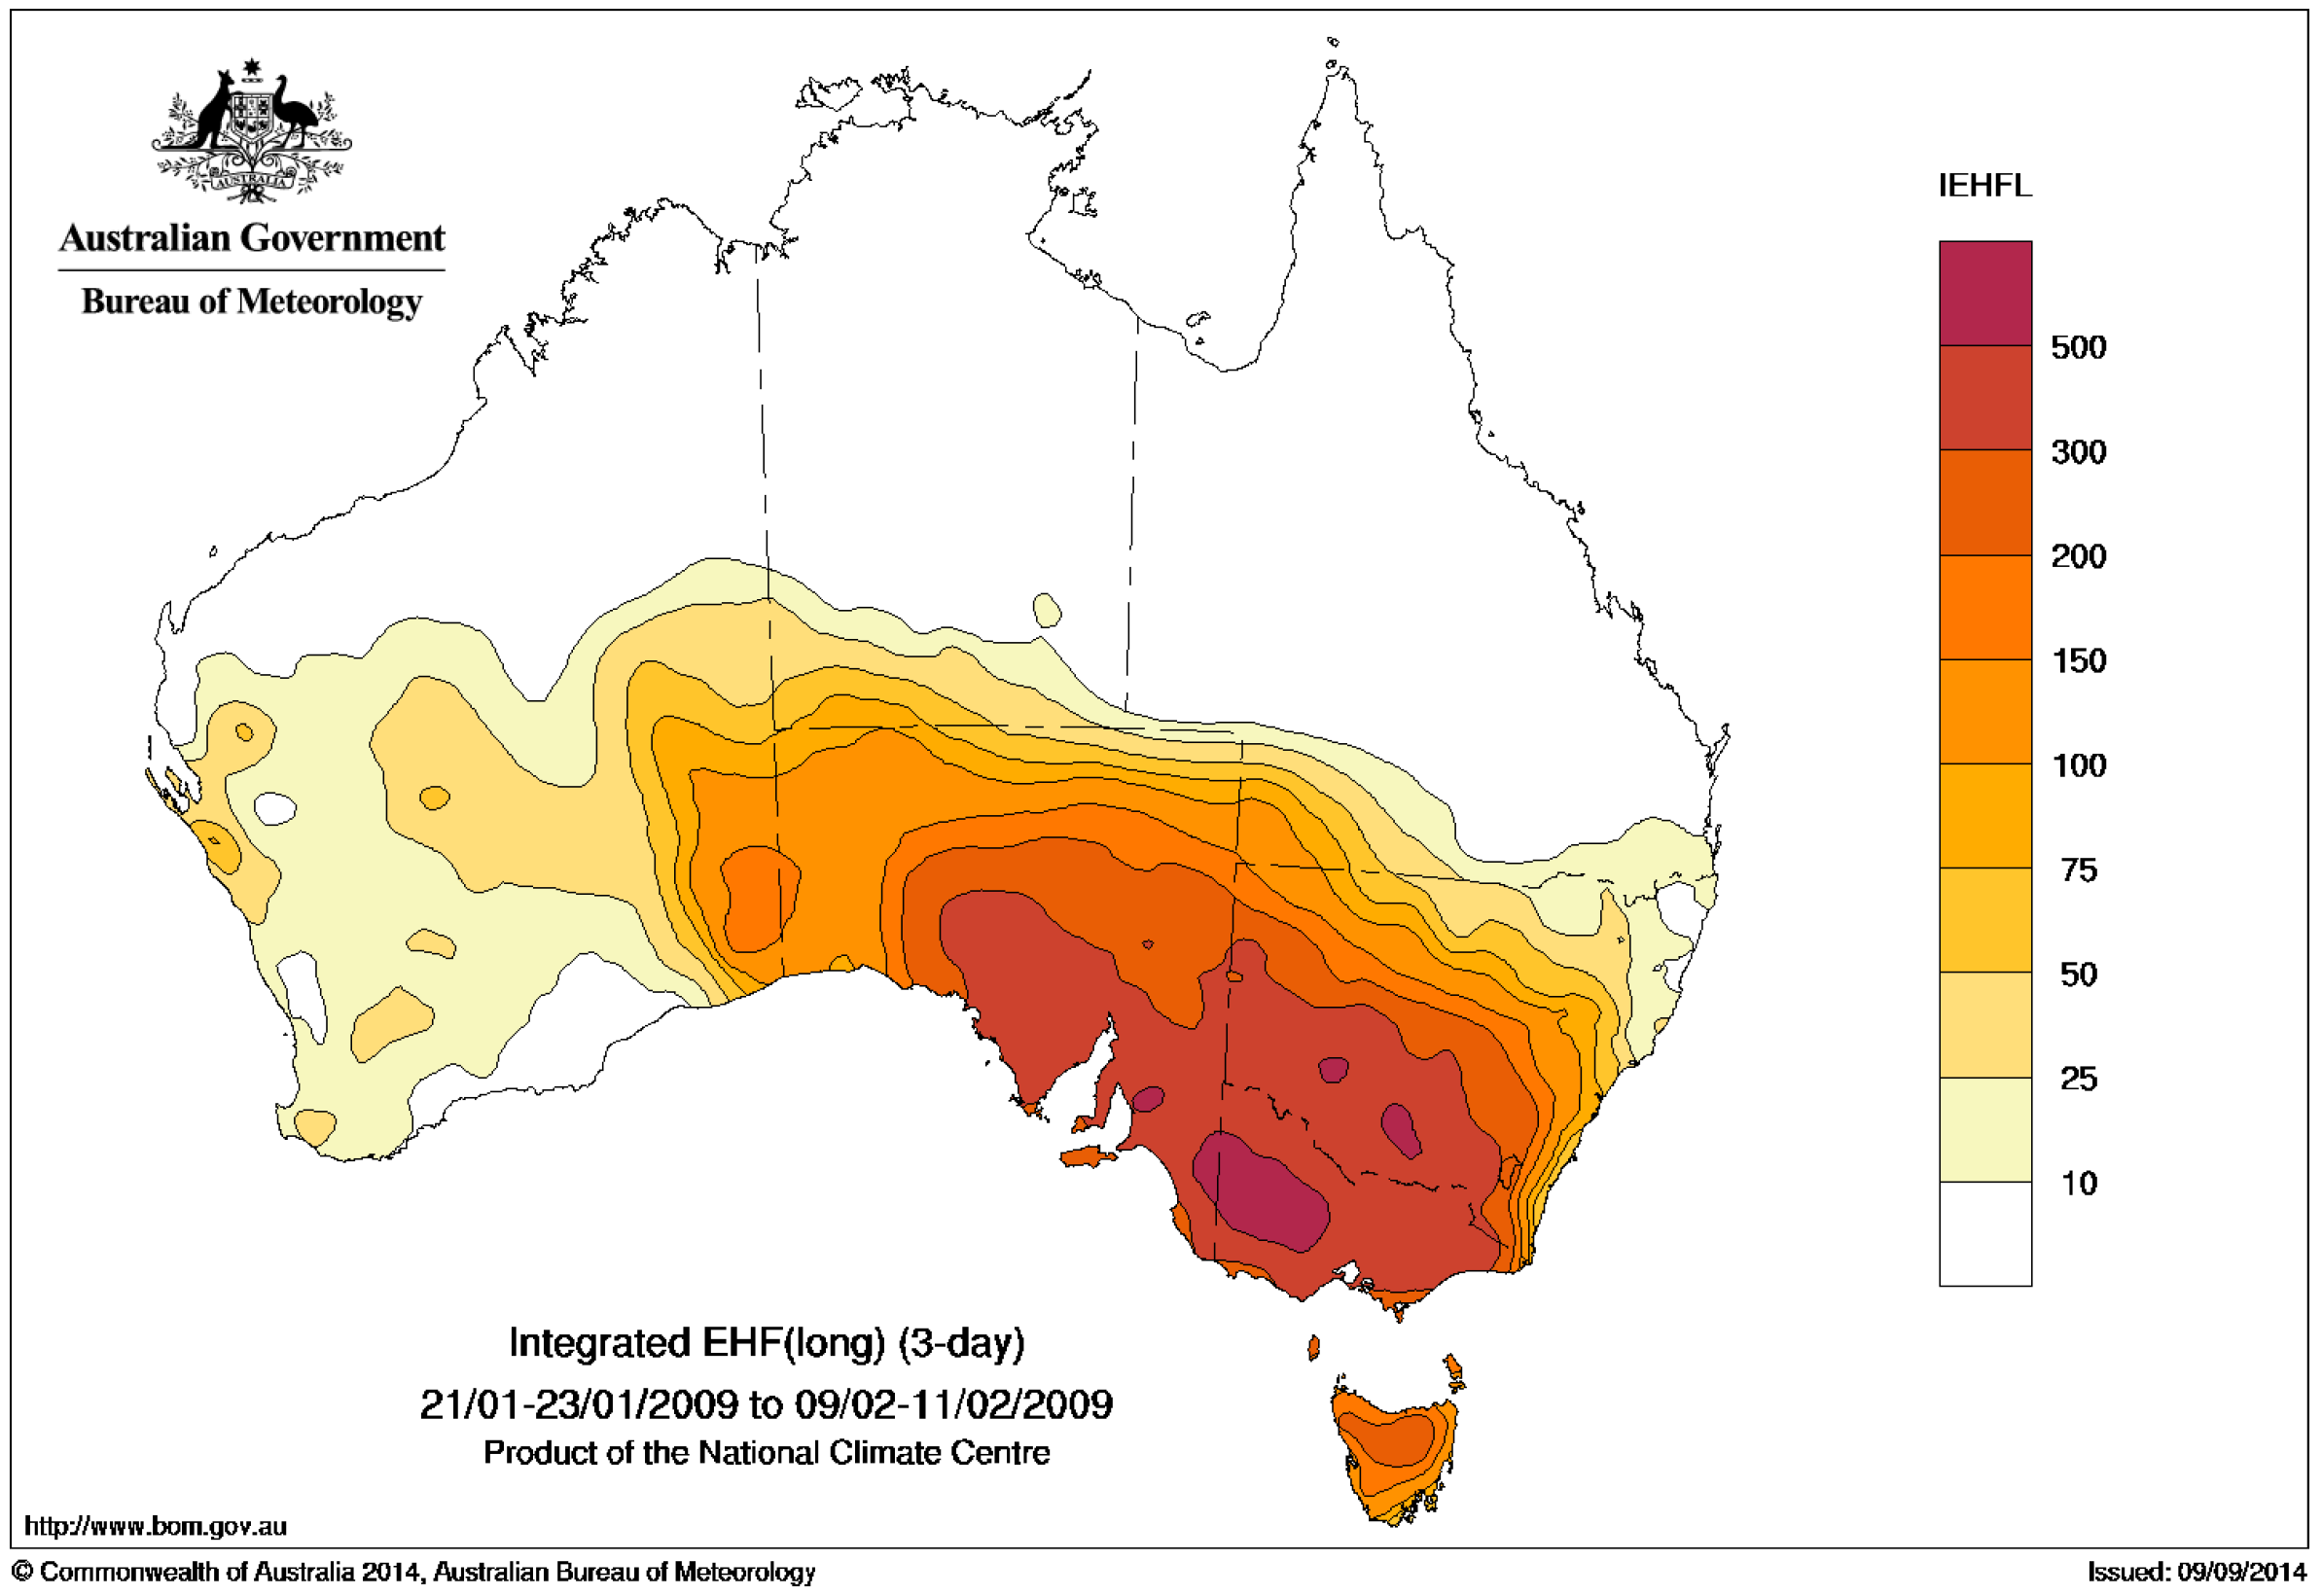 AUSTRALIA
Australian Government
Bureau of Meteorology
IEHFL
500
300
200
150
100
75
50
25
10
Integrated EHF(long) (3-day)
21/01-23/01/2009 to 09/02-11/02/2009
Product of the National Climate Centre
http://www.bom.gov.au
© Commonwealth of Australia 2014, Australian Bureau of Meteorology
Issued: 09/09/2014